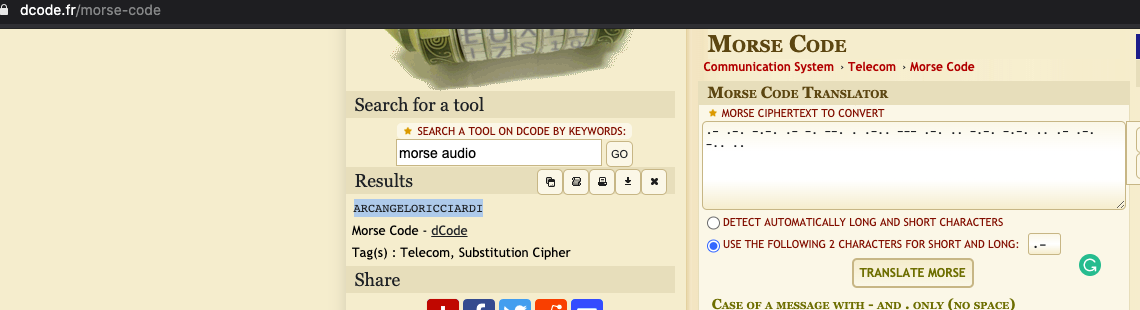 dcode.fr/morse-code
Search for a tool
★ SEARCH A TOOL ON DCODE BY KEYWORDS:
morse audio GO
Results
ARCANGELORICCIARDI
Morse Code - dCode
Tag(s) : Telecom, Substitution Cipher
Share
MORSE CODE
Communication System › Telecom › Morse Code
MORSE CODE TRANSLATOR
★ MORSE CIPHERTEXT TO CONVERT
.- .-. -.-. .- -. --. . .-.. --- .-. .. -.-. -.-. .. .- .-.
-.. ..
DETECT AUTOMATICALLY LONG AND SHORT CHARACTERS
USE THE FOLLOWING 2 CHARACTERS FOR SHORT AND LONG: .-
TRANSLATE MORSE
CASE OF A MESSAGE WITH - AND . ONLY (NO SPACE)